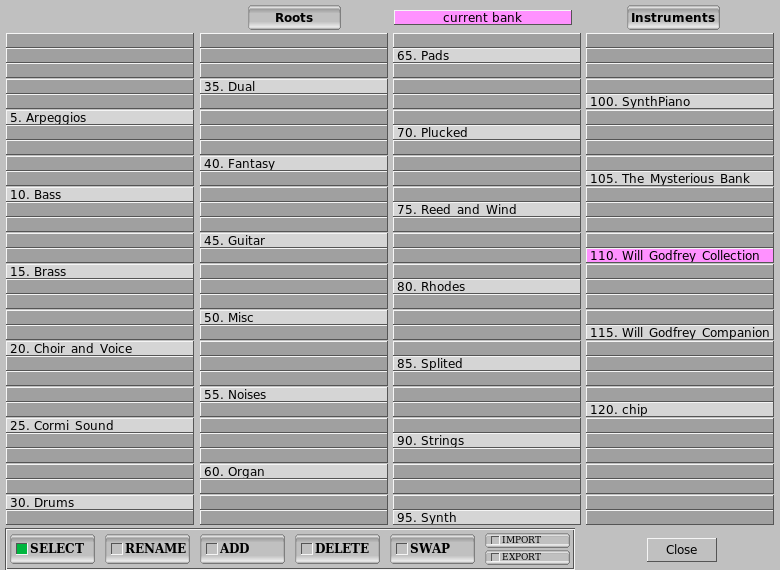 Roots
current bank
Instruments
5. Arpeggios
10. Bass
15. Brass
20. Choir and Voice
25. Cormi Sound
30. Drums
35. Dual
40. Fantasy
45. Guitar
50. Misc
55. Noises
60. Organ
65. Pads
70. Plucked
75. Reed and Wind
80. Rhodes
85. Splited
90. Strings
95. Synth
100. SynthPiano
105. The Mysterious Bank
110. Will Godfrey Collection
115. Will Godfrey Companion
120. chip
SELECT
RENAME
ADD
DELETE
SWAP
IMPORT
EXPORT
Close